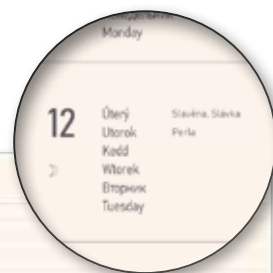 Monday
12
Úterý
Utorok
Kedd
Wtorek
Вторник
Tuesday
Slavěna, Slávka
Perla